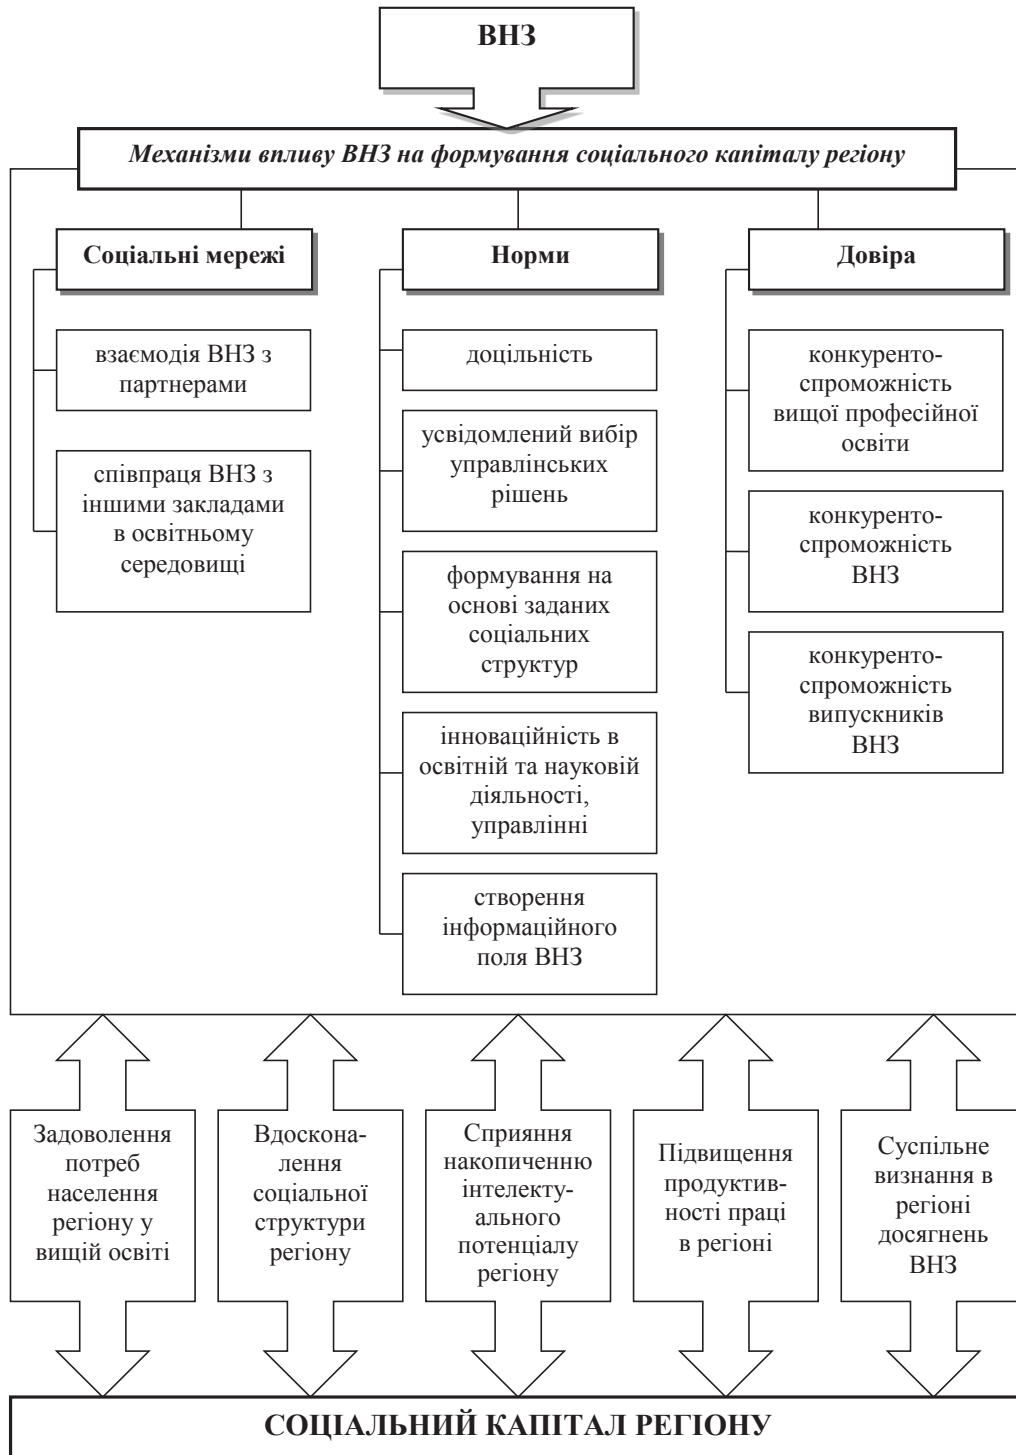 ВНЗ
Механізми впливу ВНЗ на формування соціального капіталу регіону
Соціальні мережі
взаємодія ВНЗ з
партнерами
співпраця ВНЗ з
іншими закладами
в освітньому
середовищі
Норми
доцільність
усвідомлений вибір
управлінських
рішень
формування на
основі заданих
соціальних
структур
інноваційність в
освітній та науковій
діяльності,
управлінні
створення
інформаційного
поля ВНЗ
Довіра
конкуренто-
спроможність
вищої професійної
освіти
конкуренто-
спроможність
ВНЗ
конкуренто-
спроможність
випускників
ВНЗ
Задоволення
потреб
населення
регіону у
вищій освіті
Вдоскона-
лення
соціальної
структури
регіону
Сприяння
накопиченню
інтелекту-
ального
потенціалу
регіону
Підвищення
продуктив-
ності праці
в регіоні
Суспільне
визнання в
регіоні
досягнень
ВНЗ
СОЦІАЛЬНИЙ КАПІТАЛ РЕГІОНУ